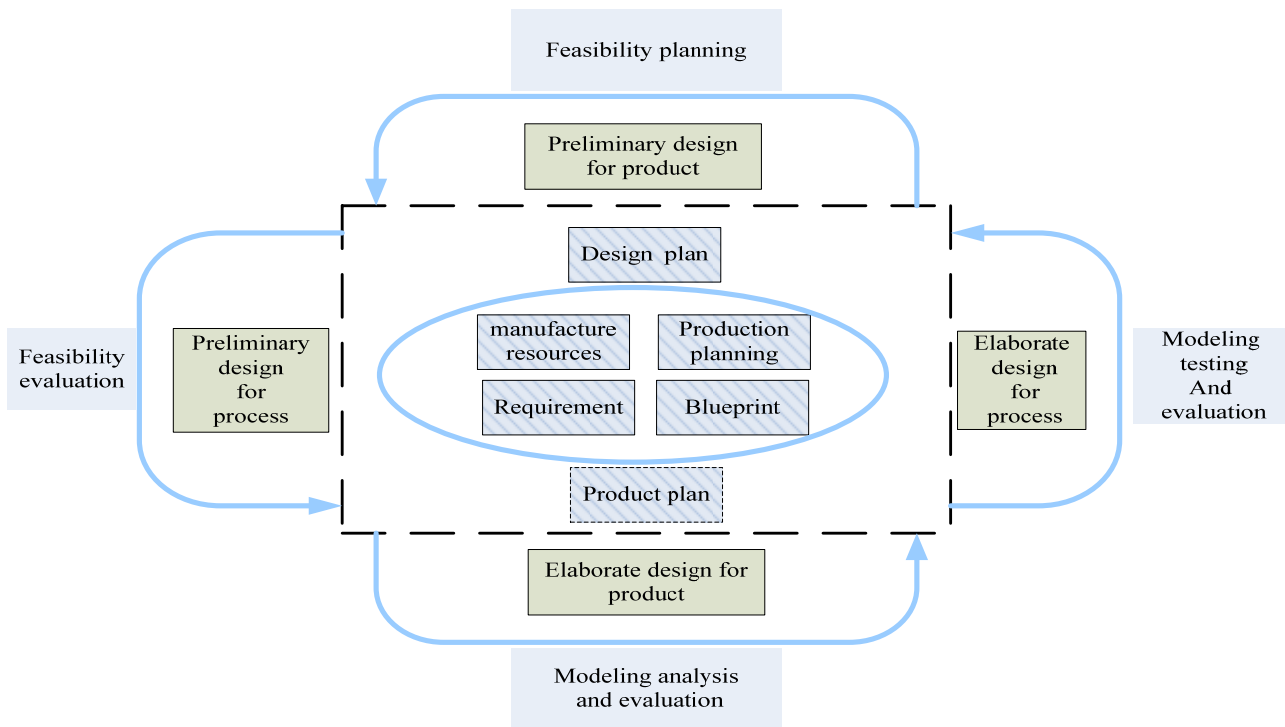 Feasibility planning
Preliminary design
for product
Design plan
manufacture
resources
Production
planning
Requirement
Blueprint
Product plan
Feasibility
evaluation
Preliminary
design
for
process
Elaborate
design
for
process
Modeling
testing
And
evaluation
Elaborate design for
product
Modeling analysis
and evaluation